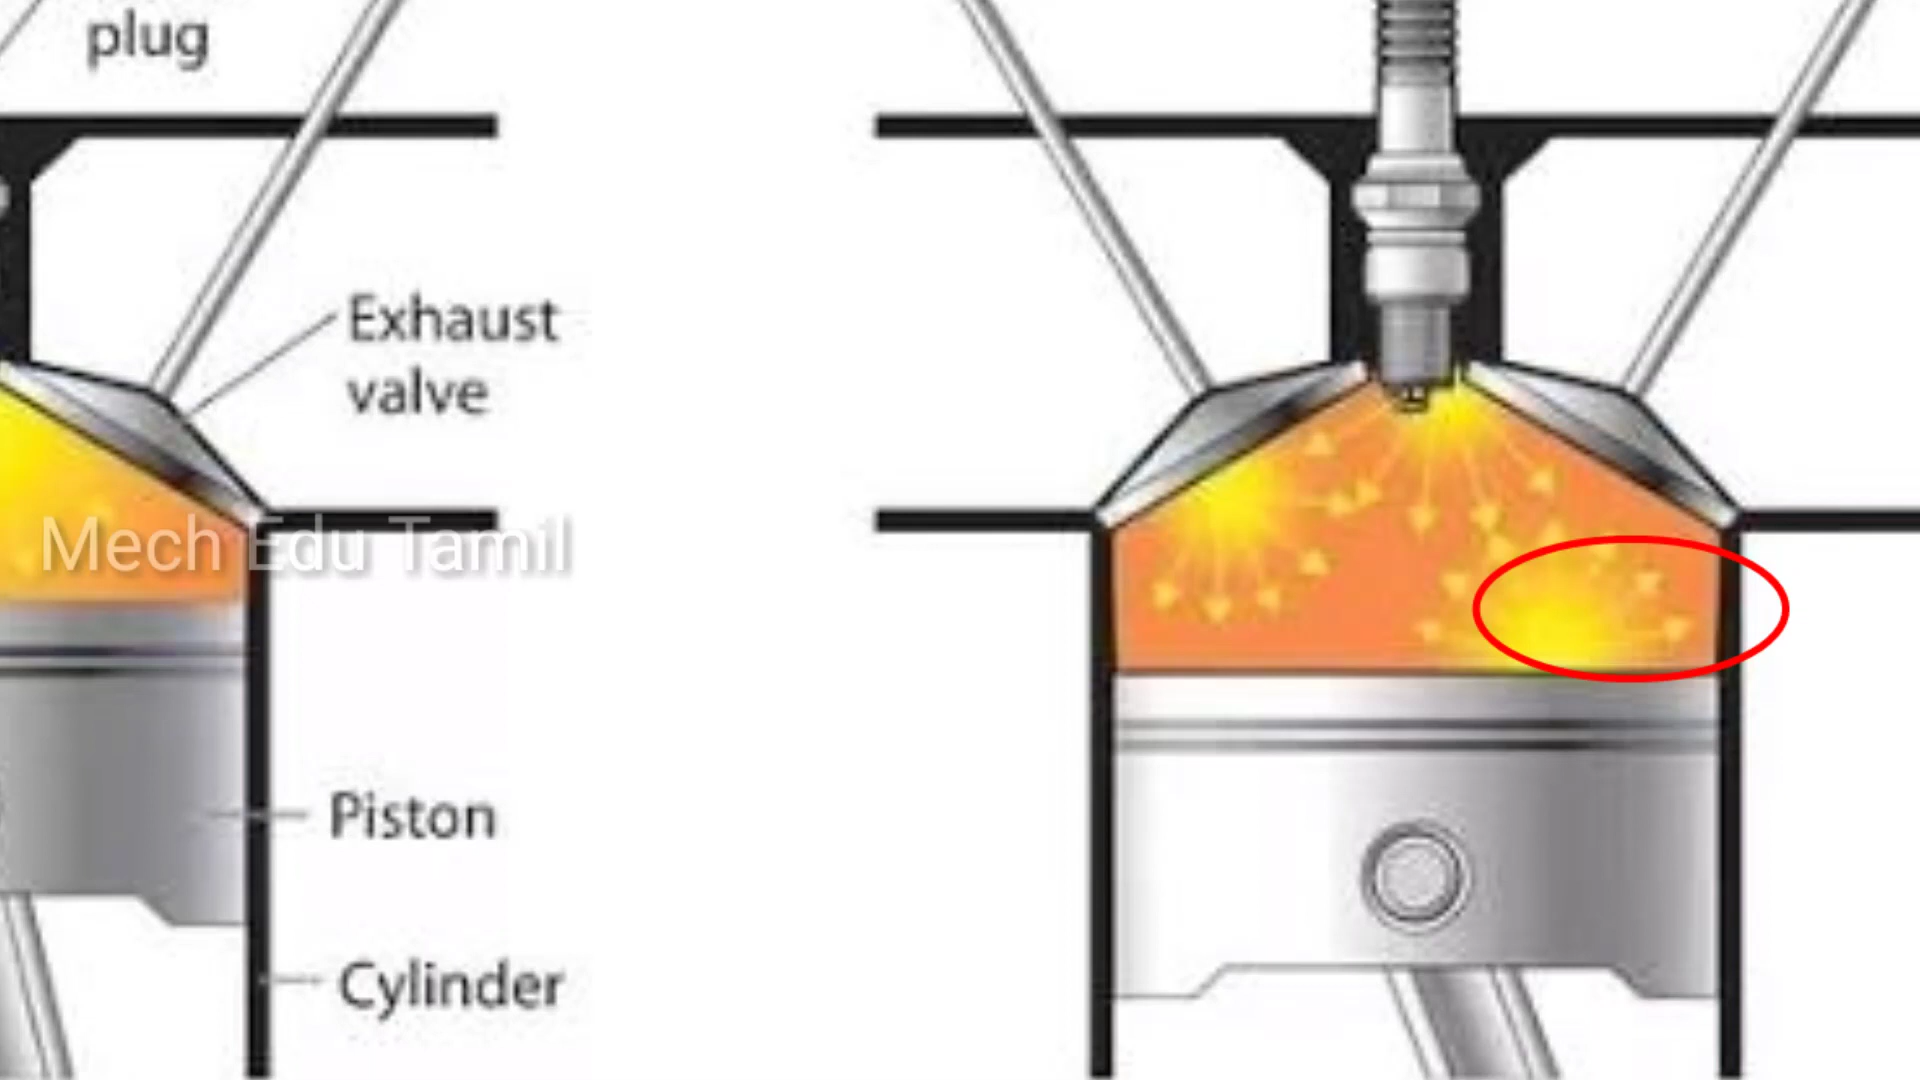 plug
Exhaust
valve
Mech Edu Tamil
Piston
Cylinder